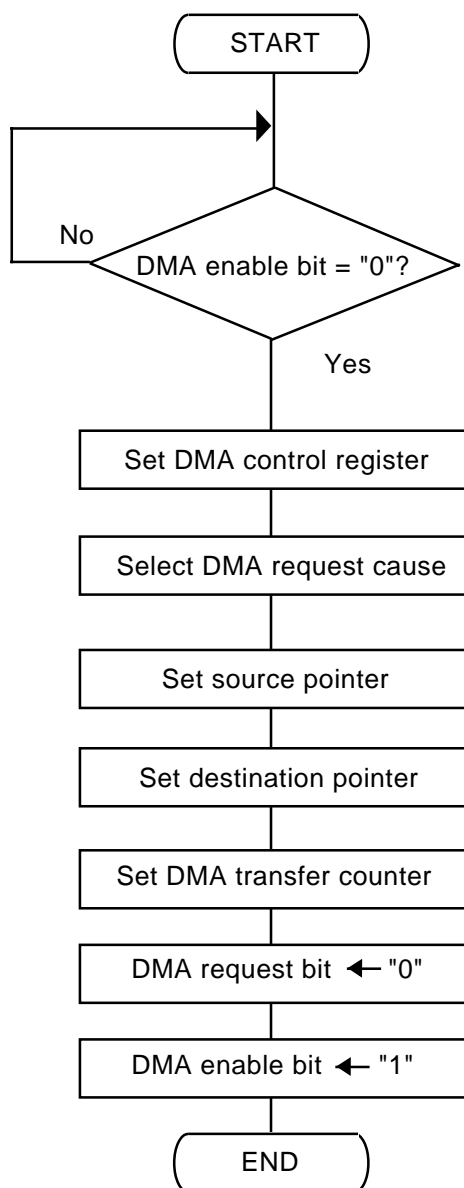 START
No
DMA enable bit = "0"?
Yes
Set DMA control register
Select DMA request cause
Set source pointer
Set destination pointer
Set DMA transfer counter
DMA request bit ← "0"
DMA enable bit ← "1"
END